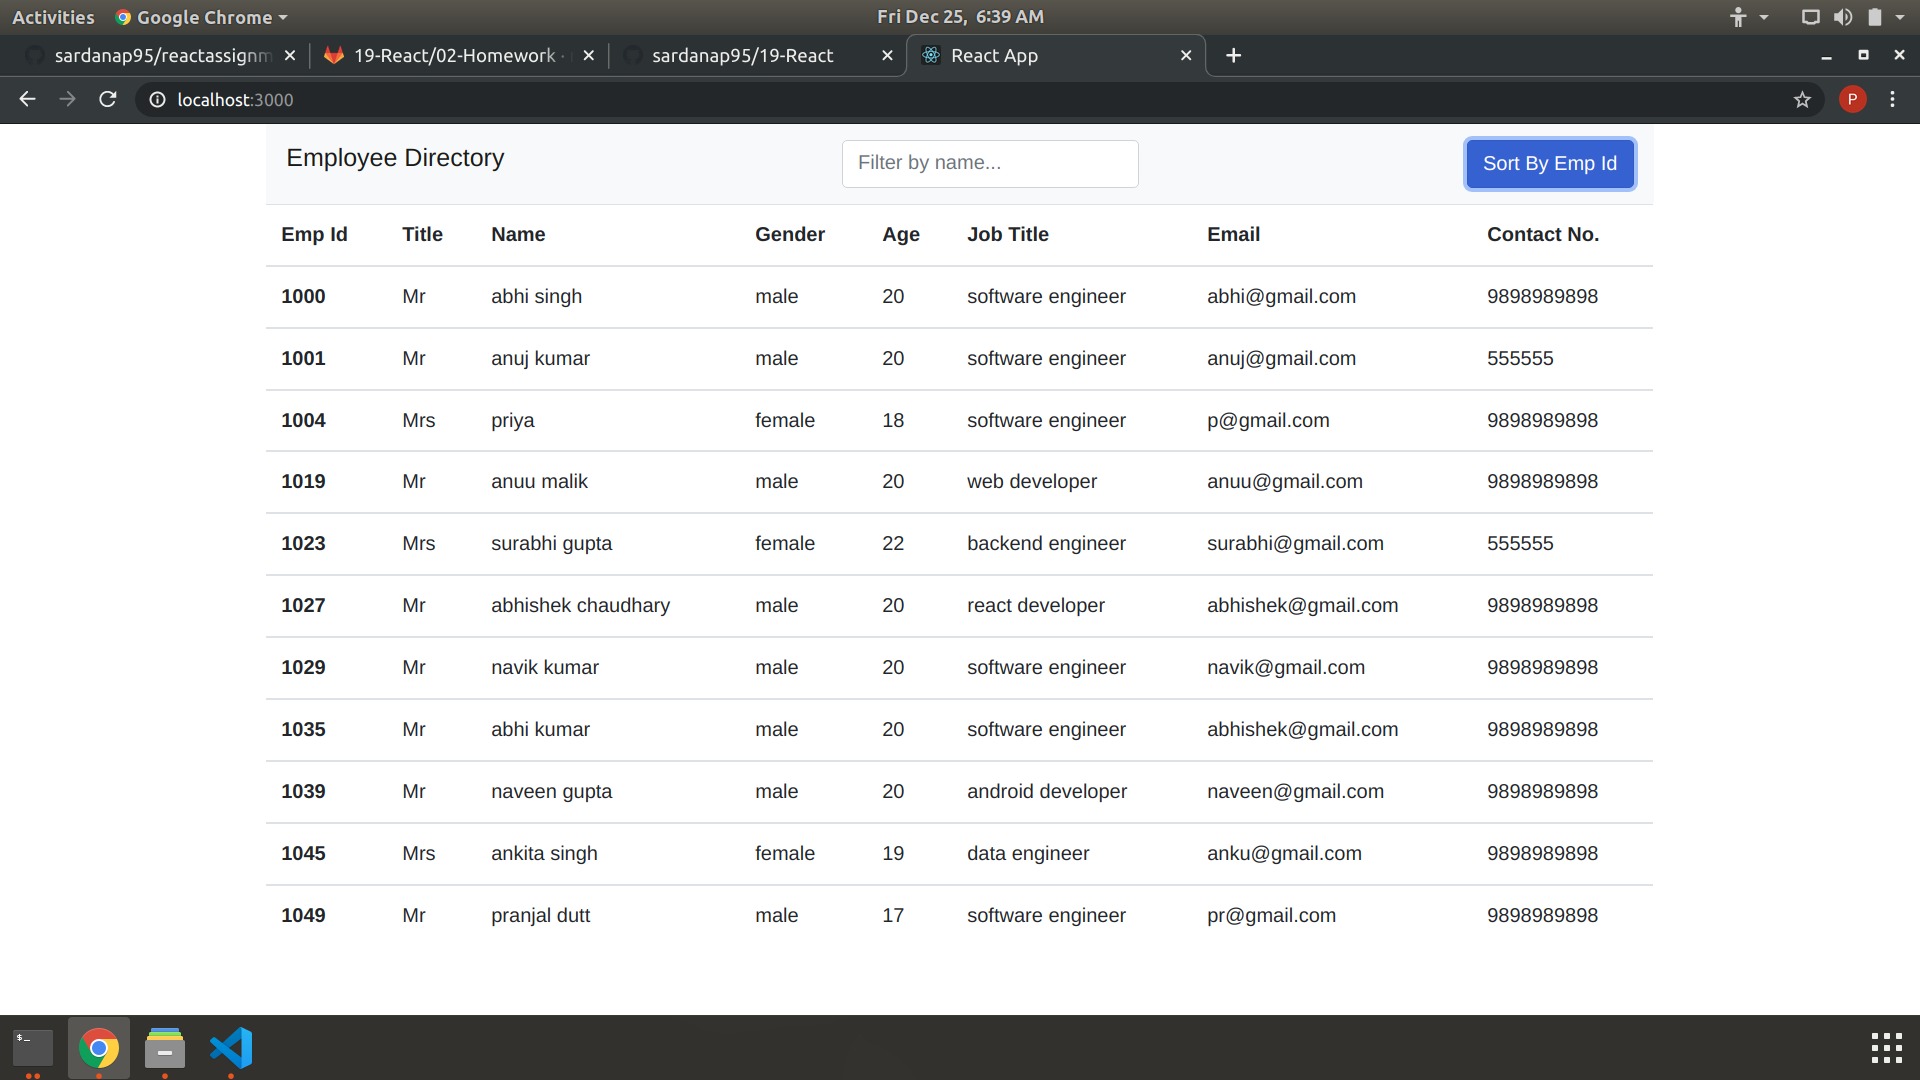 Activities Google Chrome Fri Dec 25, 6:39 AM
sardanap95/reactassignm 19-React/02-Homework · sardanap95/19-React React App
localhost:3000 P
Employee Directory Filter by name... Sort By Emp Id
Emp Id Title Name Gender Age Job Title Email Contact No.
1000 Mr abhi singh male 20 software engineer abhi@gmail.com 9898989898
1001 Mr anuj kumar male 20 software engineer anuj@gmail.com 555555
1004 Mrs priya female 18 software engineer p@gmail.com 9898989898
1019 Mr anuu malik male 20 web developer anuu@gmail.com 9898989898
1023 Mrs surabhi gupta female 22 backend engineer surabhi@gmail.com 555555
1027 Mr abhishek chaudhary male 20 react developer abhishek@gmail.com 9898989898
1029 Mr navik kumar male 20 software engineer navik@gmail.com 9898989898
1035 Mr abhi kumar male 20 software engineer abhishek@gmail.com 9898989898
1039 Mr naveen gupta male 20 android developer naveen@gmail.com 9898989898
1045 Mrs ankita singh female 19 data engineer anku@gmail.com 9898989898
1049 Mr pranjal dutt male 17 software engineer pr@gmail.com 9898989898
$_